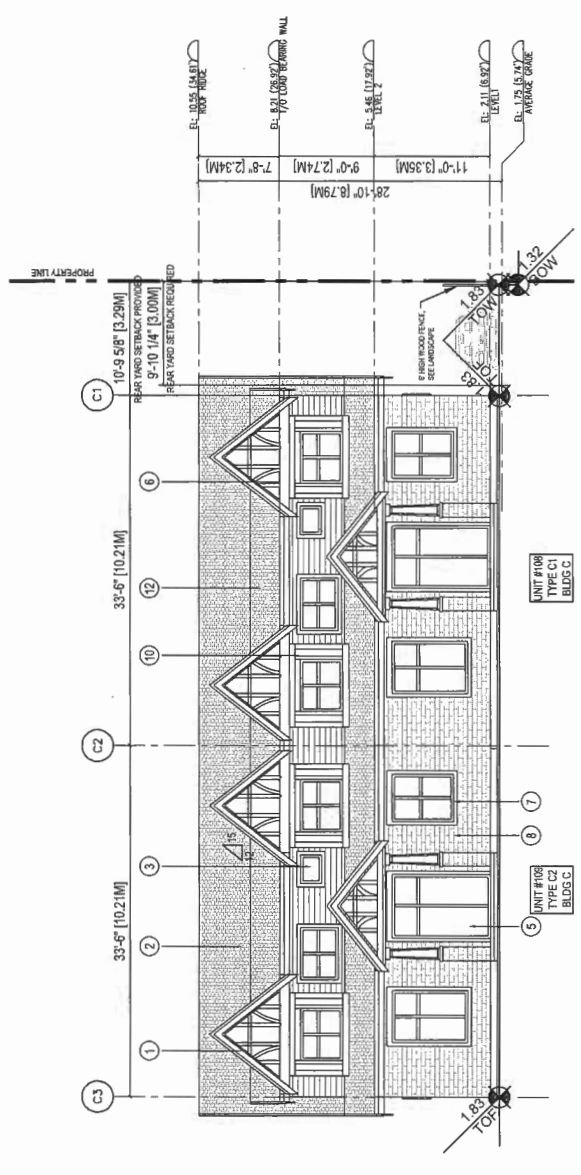 C3
C2
C1
33'-6" [10.21M]
33'-6" [10.21M]
10'-9 5/8" [3.29M]
REAR YARD SETBACK PROVIDED
9'-10 1/4" [3.00M]
REAR YARD SETBACK REQUIRED
PROPERTY LINE
1
2
3
10
12
6
15
12
EL: 10.55 (34.61')
ROOF RIDGE
EL: 8.21 (26.92')
T/O LOAD BEARING WALL
EL: 5.46 (17.92')
LEVEL 2
EL: 2.11 (6.92')
LEVEL1
EL: 1.75 (5.74')
AVERAGE GRADE
7'-8" [2.34M]
9'-0" [2.74M]
11'-0" [3.35M]
28'-10" [8.79M]
6' HIGH WOOD FENCE,
SEE LANDSCAPE
1.83
TOW
1.32
BOW
1.83
TOF
1.83
TOF
5
8
7
UNIT #109
TYPE C2
BLDG C
UNIT #108
TYPE C1
BLDG C